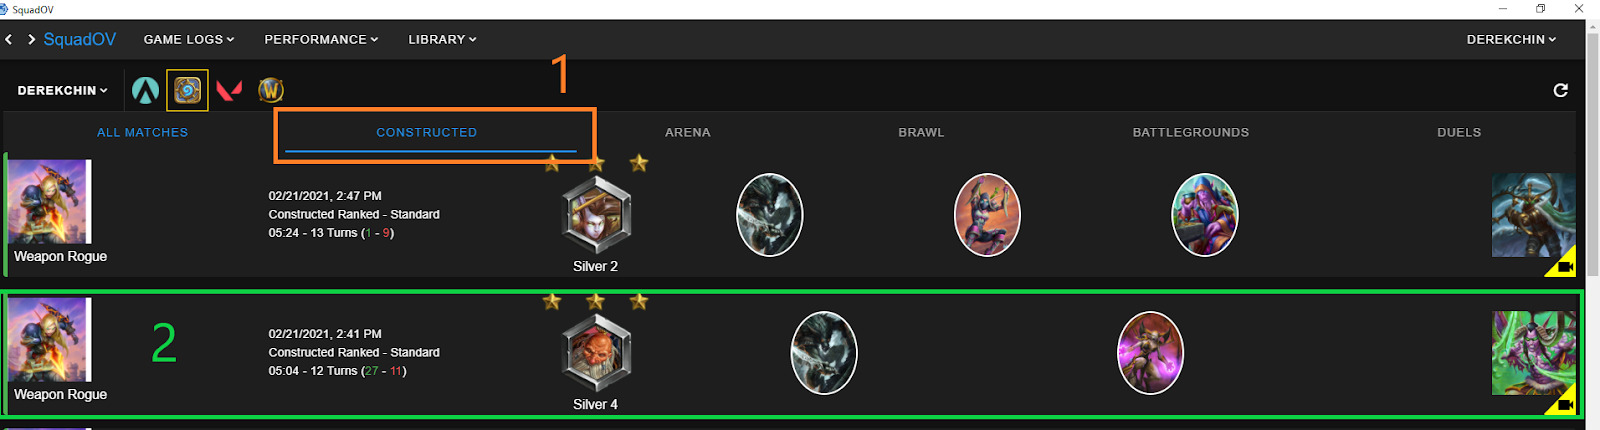 SquadOV
SquadOV GAME LOGS PERFORMANCE LIBRARY DEREKCHIN
1
DEREKCHIN W
ALL MATCHES CONSTRUCTED ARENA BRAWL BATTLEGROUNDS DUELS
02/21/2021, 2:47 PM
Constructed Ranked - Standard
05:24 - 13 Turns (1 - 9)
Weapon Rogue
Silver 2
2
02/21/2021, 2:41 PM
Constructed Ranked - Standard
05:04 - 12 Turns (27 - 11)
Weapon Rogue
Silver 4